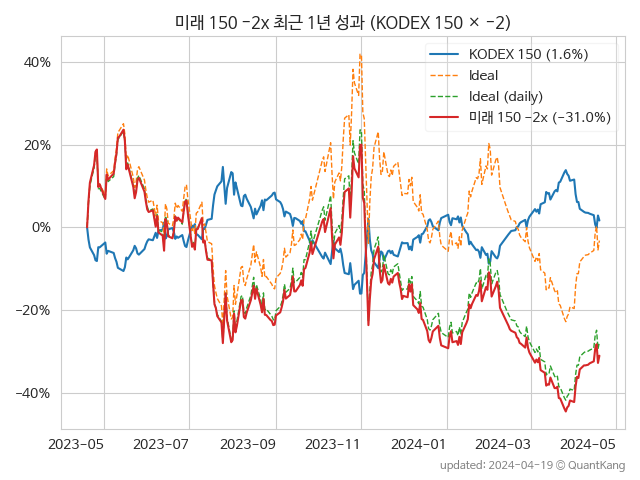 미래 150 −2x 최근 1년 성과 (KODEX 150 × −2)
KODEX 150 (1.6%)
Ideal
Ideal (daily)
미래 150 −2x (−31.0%)
40%
20%
0%
−20%
−40%
2023-05 2023-07 2023-09 2023-11 2024-01 2024-03 2024-05
updated: 2024-04-19 © QuantKang